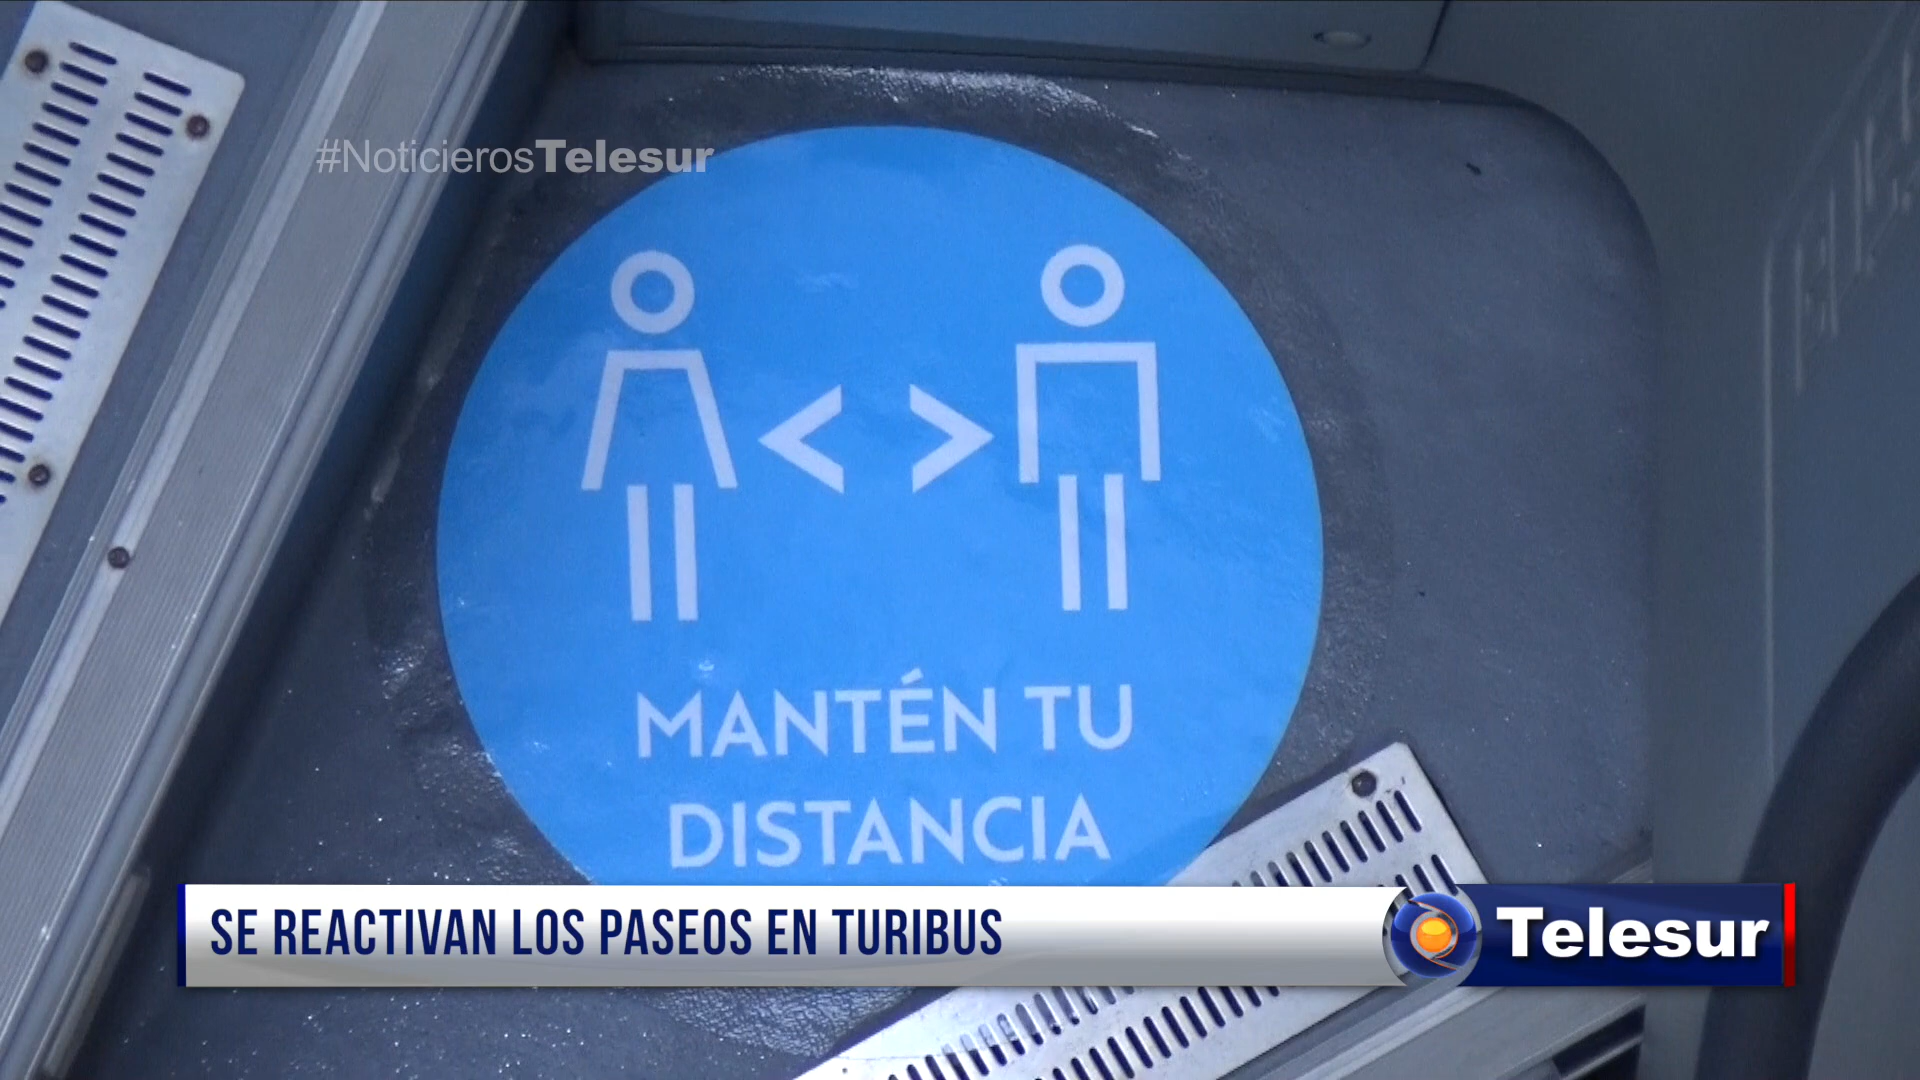 #NoticierosTelesur
MANTÉN TU
DISTANCIA
SE REACTIVAN LOS PASEOS EN TURIBUS
Telesur